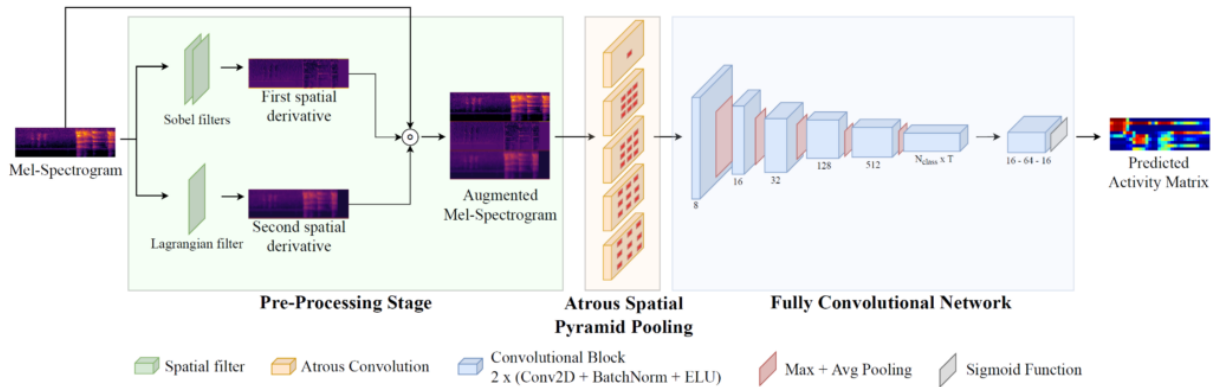 Mel-Spectrogram
Sobel filters
First spatial
derivative
Lagrangian filter
Second spatial
derivative
Augmented
Mel-Spectrogram
Pre-Processing Stage
Atrous Spatial
Pyramid Pooling
8
16
32
128
512
Nclass x T
16 - 64 - 16
Fully Convolutional Network
Predicted
Activity Matrix
Spatial filter
Atrous Convolution
Convolutional Block
2 x (Conv2D + BatchNorm + ELU)
Max + Avg Pooling
Sigmoid Function